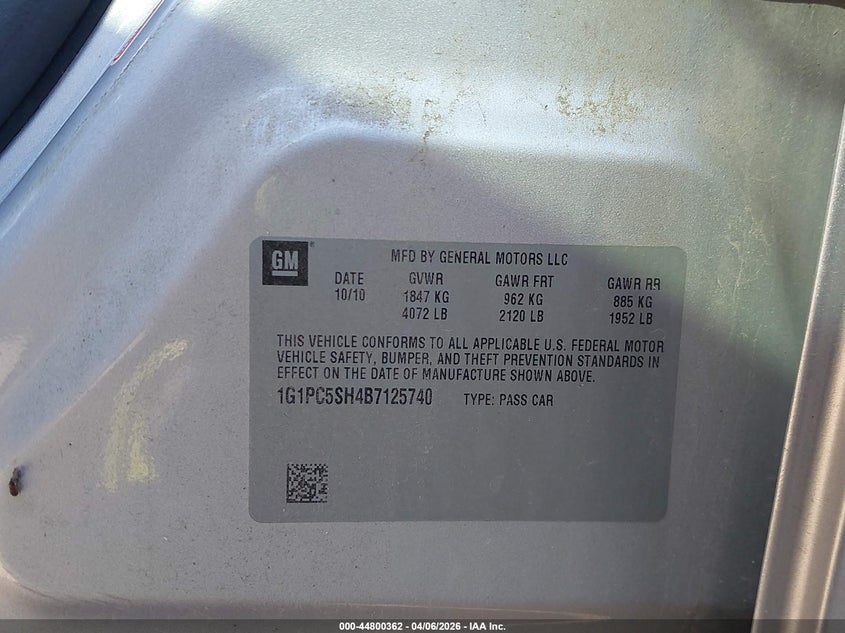 GM ®
MFD BY GENERAL MOTORS LLC
DATE GVWR GAWR FRT GAWR RR
10/10 1847 KG 962 KG 885 KG
4072 LB 2120 LB 1952 LB
THIS VEHICLE CONFORMS TO ALL APPLICABLE U.S. FEDERAL MOTOR
VEHICLE SAFETY, BUMPER, AND THEFT PREVENTION STANDARDS IN
EFFECT ON THE DATE OF MANUFACTURE SHOWN ABOVE.
1G1PC5SH4B7125740 TYPE: PASS CAR
000-44800362 - 04/06/2026 - IAA Inc.